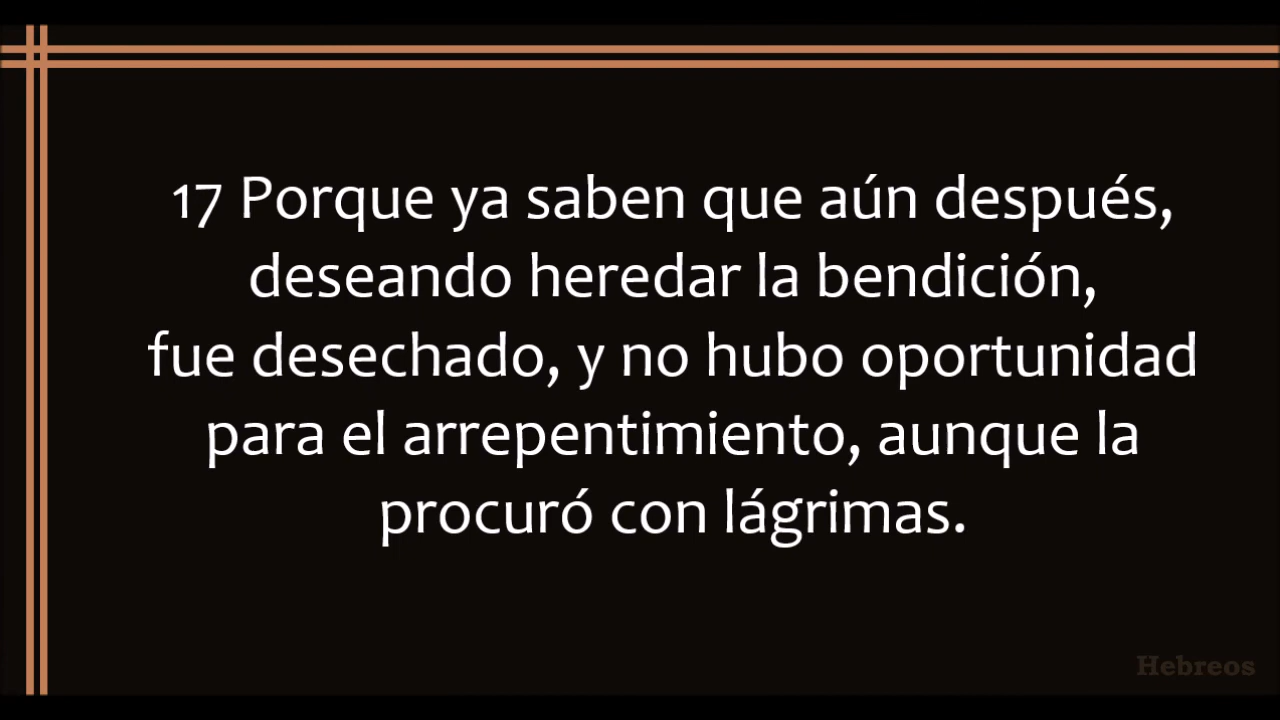 17 Porque ya saben que aún después,
deseando heredar la bendición,
fue desechado, y no hubo oportunidad
para el arrepentimiento, aunque la
procuró con lágrimas.
Hebreos